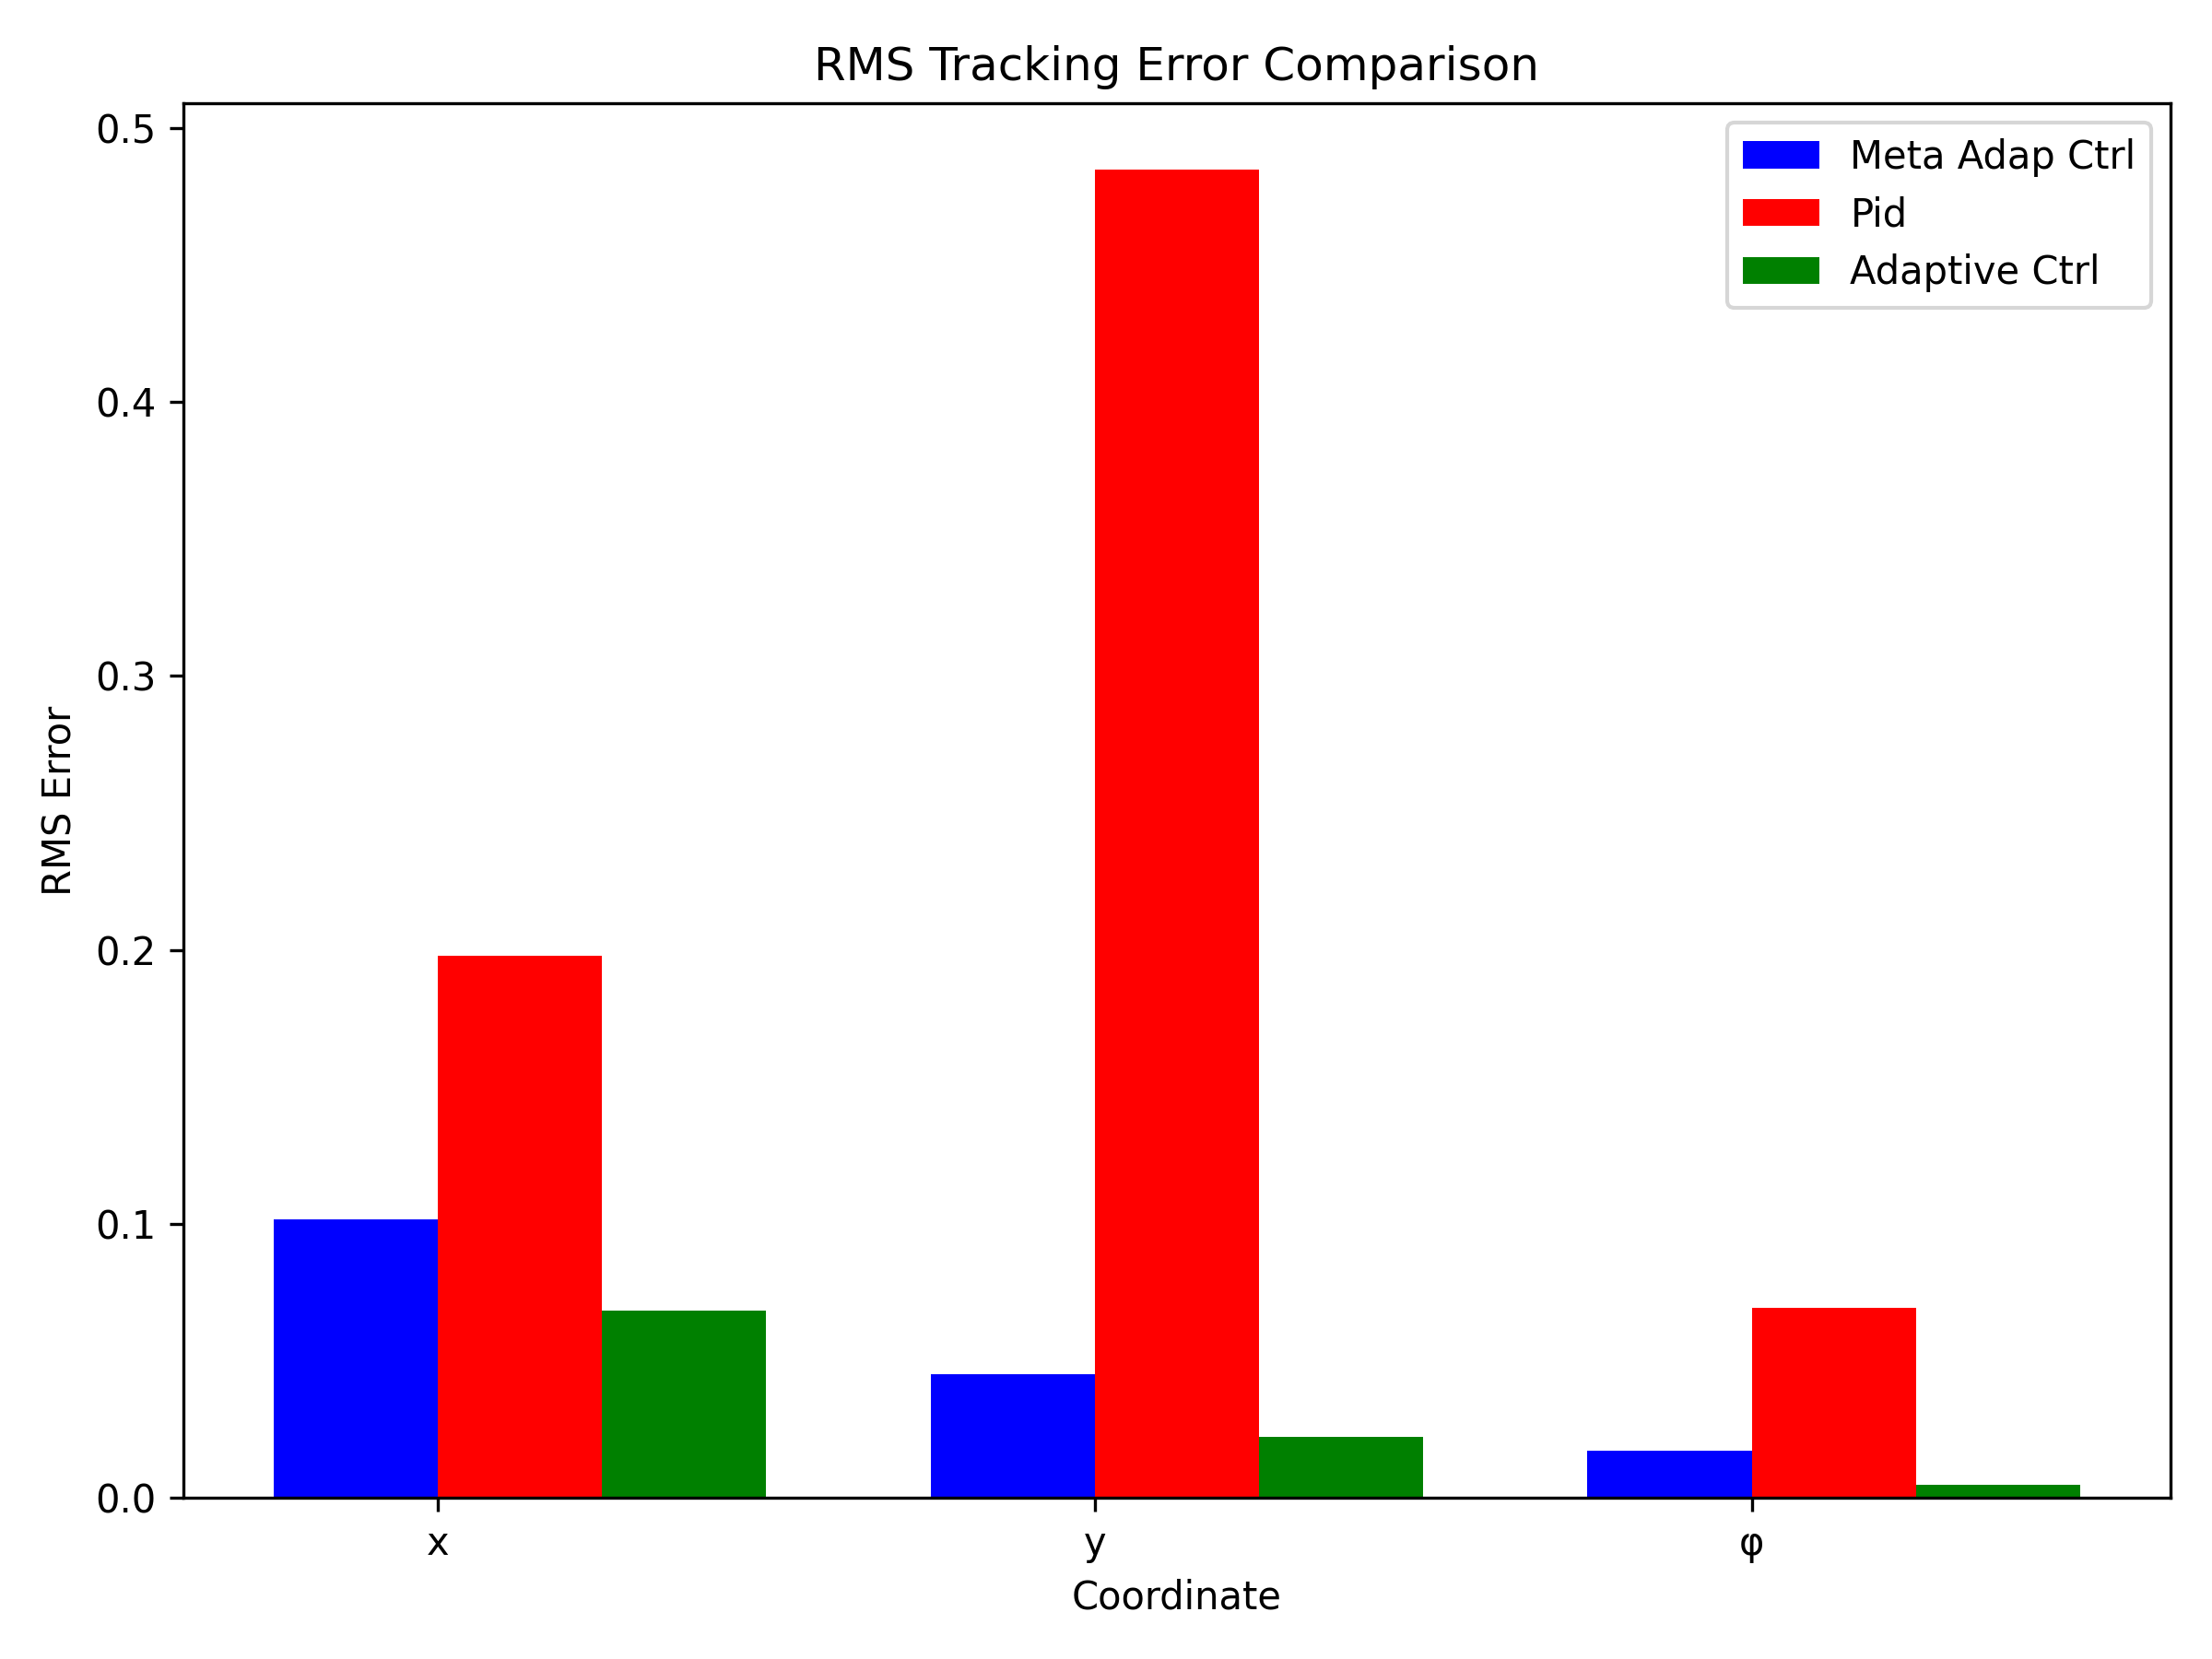 RMS Tracking Error Comparison
Meta Adap Ctrl
Pid
Adaptive Ctrl
0.5
0.4
0.3
0.2
0.1
0.0
RMS Error
x
y
φ
Coordinate